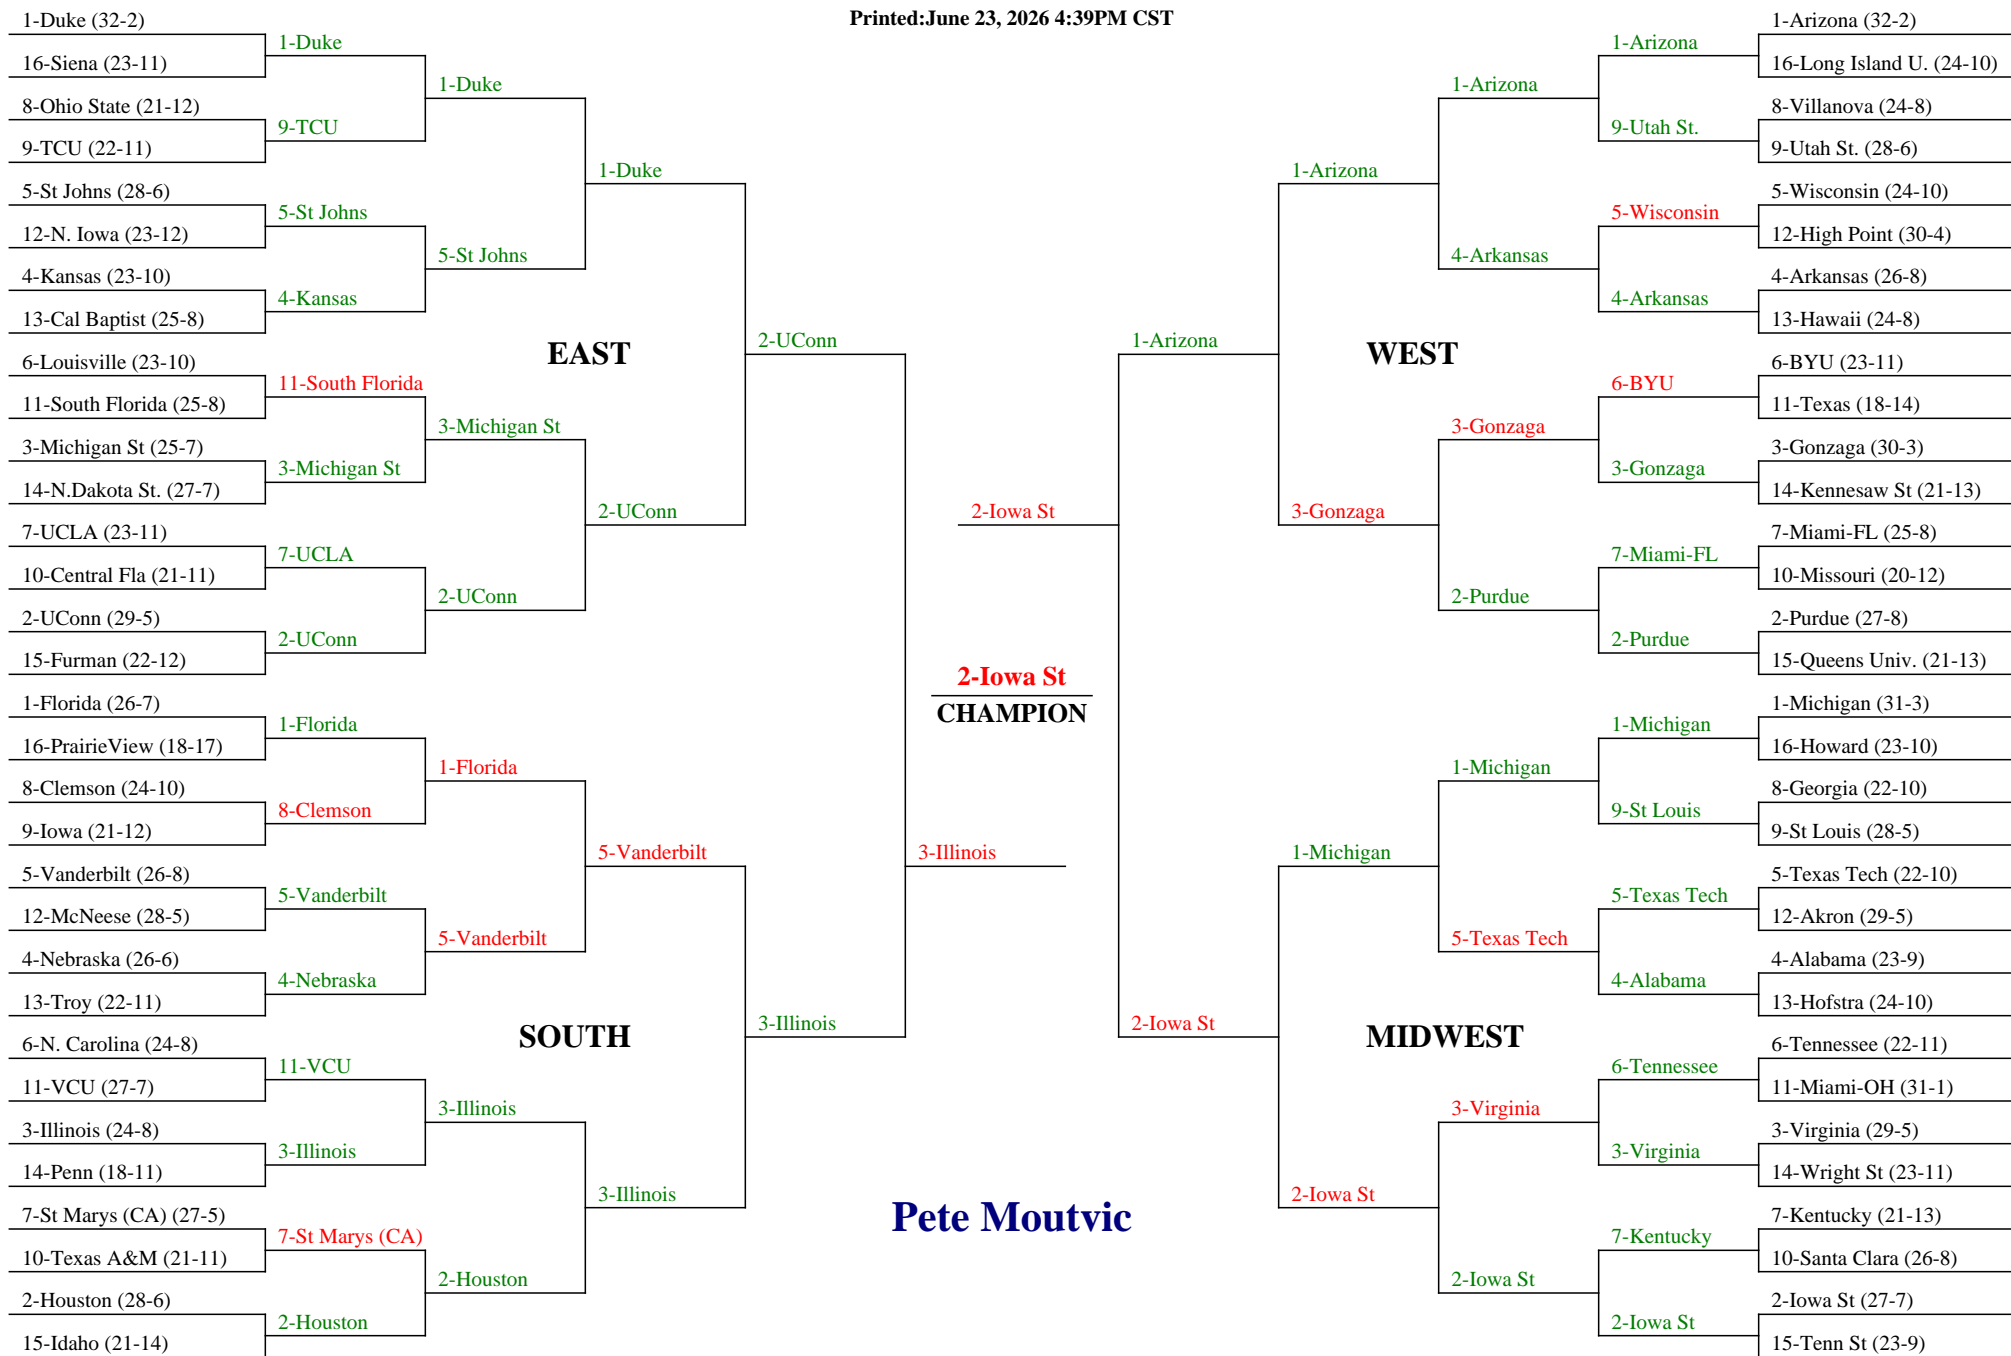 Printed:June 23, 2026 4:39PM CST
1-Duke (32-2)
16-Siena (23-11)
8-Ohio State (21-12)
9-TCU (22-11)
5-St Johns (28-6)
12-N. Iowa (23-12)
4-Kansas (23-10)
13-Cal Baptist (25-8)
6-Louisville (23-10)
11-South Florida (25-8)
3-Michigan St (25-7)
14-N.Dakota St. (27-7)
7-UCLA (23-11)
10-Central Fla (21-11)
2-UConn (29-5)
15-Furman (22-12)
1-Florida (26-7)
16-PrairieView (18-17)
8-Clemson (24-10)
9-Iowa (21-12)
5-Vanderbilt (26-8)
12-McNeese (28-5)
4-Nebraska (26-6)
13-Troy (22-11)
6-N. Carolina (24-8)
11-VCU (27-7)
3-Illinois (24-8)
14-Penn (18-11)
7-St Marys (CA) (27-5)
10-Texas A&M (21-11)
2-Houston (28-6)
15-Idaho (21-14)
1-Duke
9-TCU
5-St Johns
4-Kansas
11-South Florida
3-Michigan St
7-UCLA
2-UConn
1-Florida
8-Clemson
5-Vanderbilt
4-Nebraska
11-VCU
3-Illinois
7-St Marys (CA)
2-Houston
1-Duke
5-St Johns
3-Michigan St
2-UConn
1-Florida
5-Vanderbilt
3-Illinois
2-Houston
EAST
SOUTH
1-Duke
2-UConn
5-Vanderbilt
3-Illinois
2-UConn
3-Illinois
3-Illinois
2-Iowa St
2-Iowa St
CHAMPION
Pete Moutvic
1-Arizona
2-Iowa St
1-Arizona
3-Gonzaga
1-Michigan
2-Iowa St
WEST
MIDWEST
1-Arizona
4-Arkansas
3-Gonzaga
2-Purdue
1-Michigan
5-Texas Tech
3-Virginia
2-Iowa St
1-Arizona
9-Utah St.
5-Wisconsin
4-Arkansas
6-BYU
3-Gonzaga
7-Miami-FL
2-Purdue
1-Michigan
9-St Louis
5-Texas Tech
4-Alabama
6-Tennessee
3-Virginia
7-Kentucky
2-Iowa St
1-Arizona (32-2)
16-Long Island U. (24-10)
8-Villanova (24-8)
9-Utah St. (28-6)
5-Wisconsin (24-10)
12-High Point (30-4)
4-Arkansas (26-8)
13-Hawaii (24-8)
6-BYU (23-11)
11-Texas (18-14)
3-Gonzaga (30-3)
14-Kennesaw St (21-13)
7-Miami-FL (25-8)
10-Missouri (20-12)
2-Purdue (27-8)
15-Queens Univ. (21-13)
1-Michigan (31-3)
16-Howard (23-10)
8-Georgia (22-10)
9-St Louis (28-5)
5-Texas Tech (22-10)
12-Akron (29-5)
4-Alabama (23-9)
13-Hofstra (24-10)
6-Tennessee (22-11)
11-Miami-OH (31-1)
3-Virginia (29-5)
14-Wright St (23-11)
7-Kentucky (21-13)
10-Santa Clara (26-8)
2-Iowa St (27-7)
15-Tenn St (23-9)